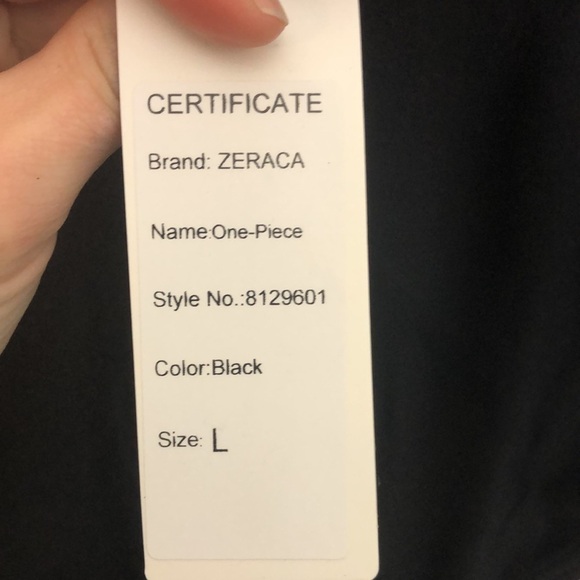 CERTIFICATE
Brand: ZERACA
Name:One-Piece
Style No.:8129601
Color:Black
Size: L